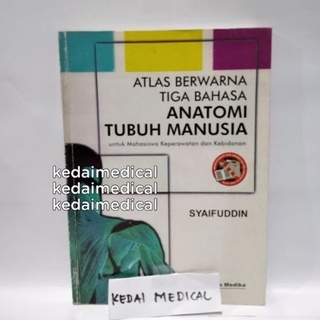 ATLAS BERWARNA
TIGA BAHASA
ANATOMI
TUBUH MANUSIA
untuk Mahasiswa Keperawatan dan Kebidanan
kedaimedical
kedaimedical
kedaimedical
SYAIFUDDIN
Medika
KEDAI MEDICAL